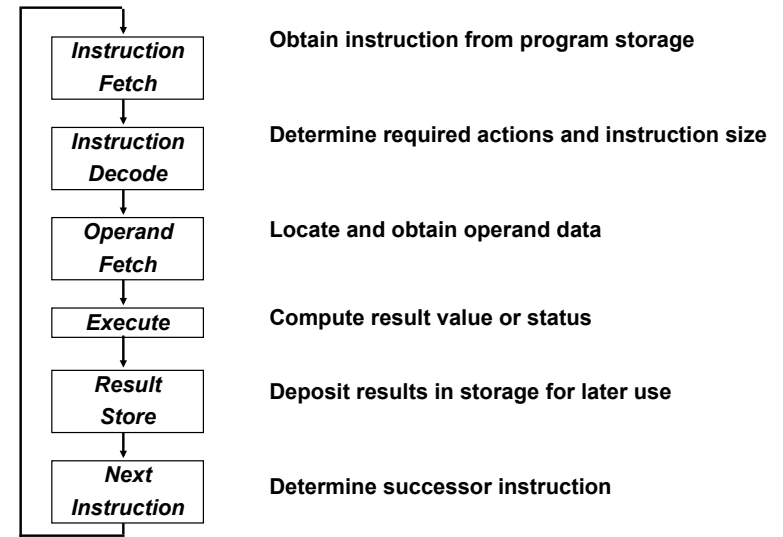 Instruction
Fetch
Obtain instruction from program storage
Instruction
Decode
Determine required actions and instruction size
Operand
Fetch
Locate and obtain operand data
Execute
Compute result value or status
Result
Store
Deposit results in storage for later use
Next
Instruction
Determine successor instruction